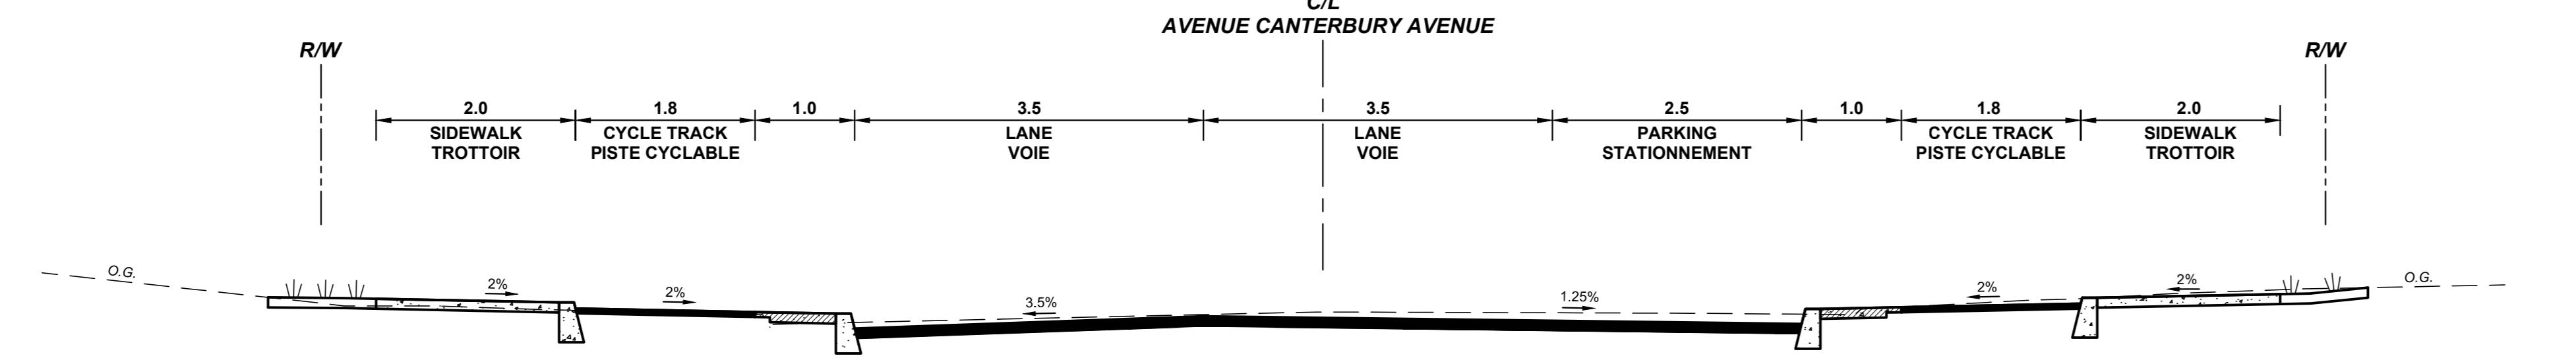 C/L
AVENUE CANTERBURY AVENUE
R/W
R/W
2.0
1.8
1.0
3.5
3.5
2.5
1.0
1.8
2.0
SIDEWALK
TROTTOIR
CYCLE TRACK
PISTE CYCLABLE
LANE
VOIE
LANE
VOIE
PARKING
STATIONNEMENT
CYCLE TRACK
PISTE CYCLABLE
SIDEWALK
TROTTOIR
O.G.
2%
2%
3.5%
1.25%
2%
2%
O.G.